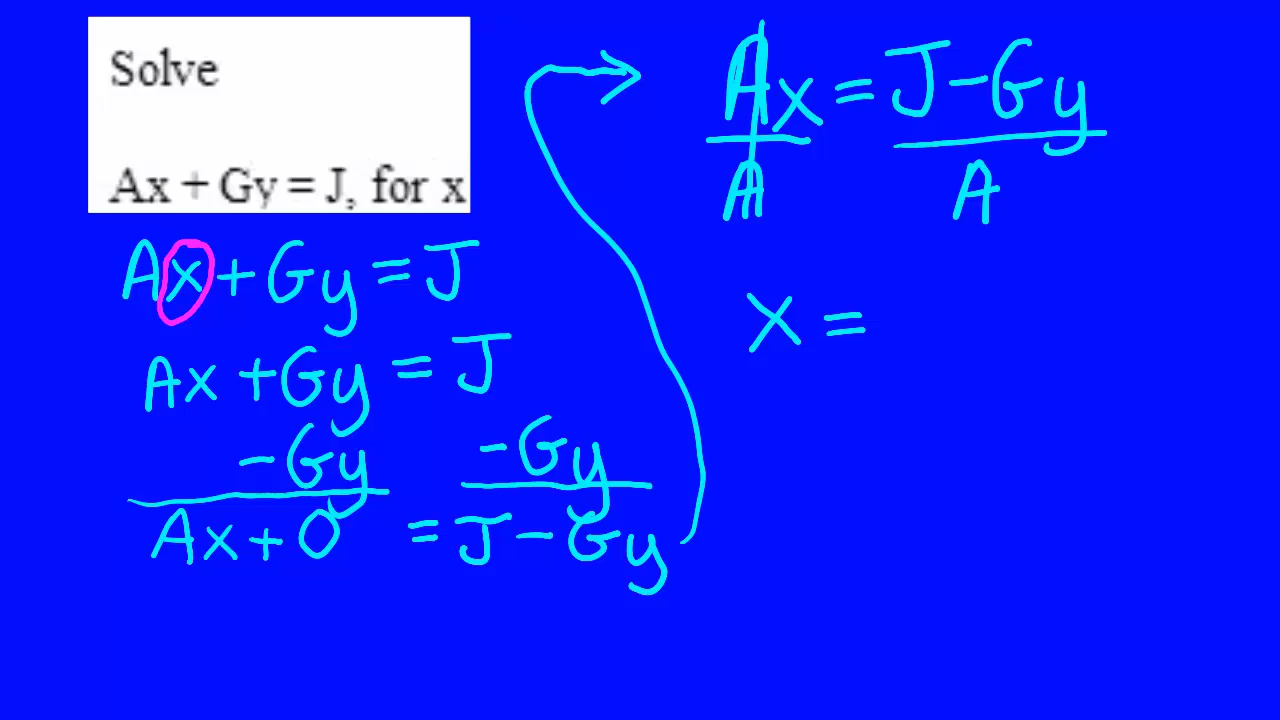 Solve
Ax + Gy = J, for x
Ax + Gy = J
Ax + Gy = J
-Gy -Gy
Ax + 0 = J - Gy
Ax = J - Gy
A A
x =